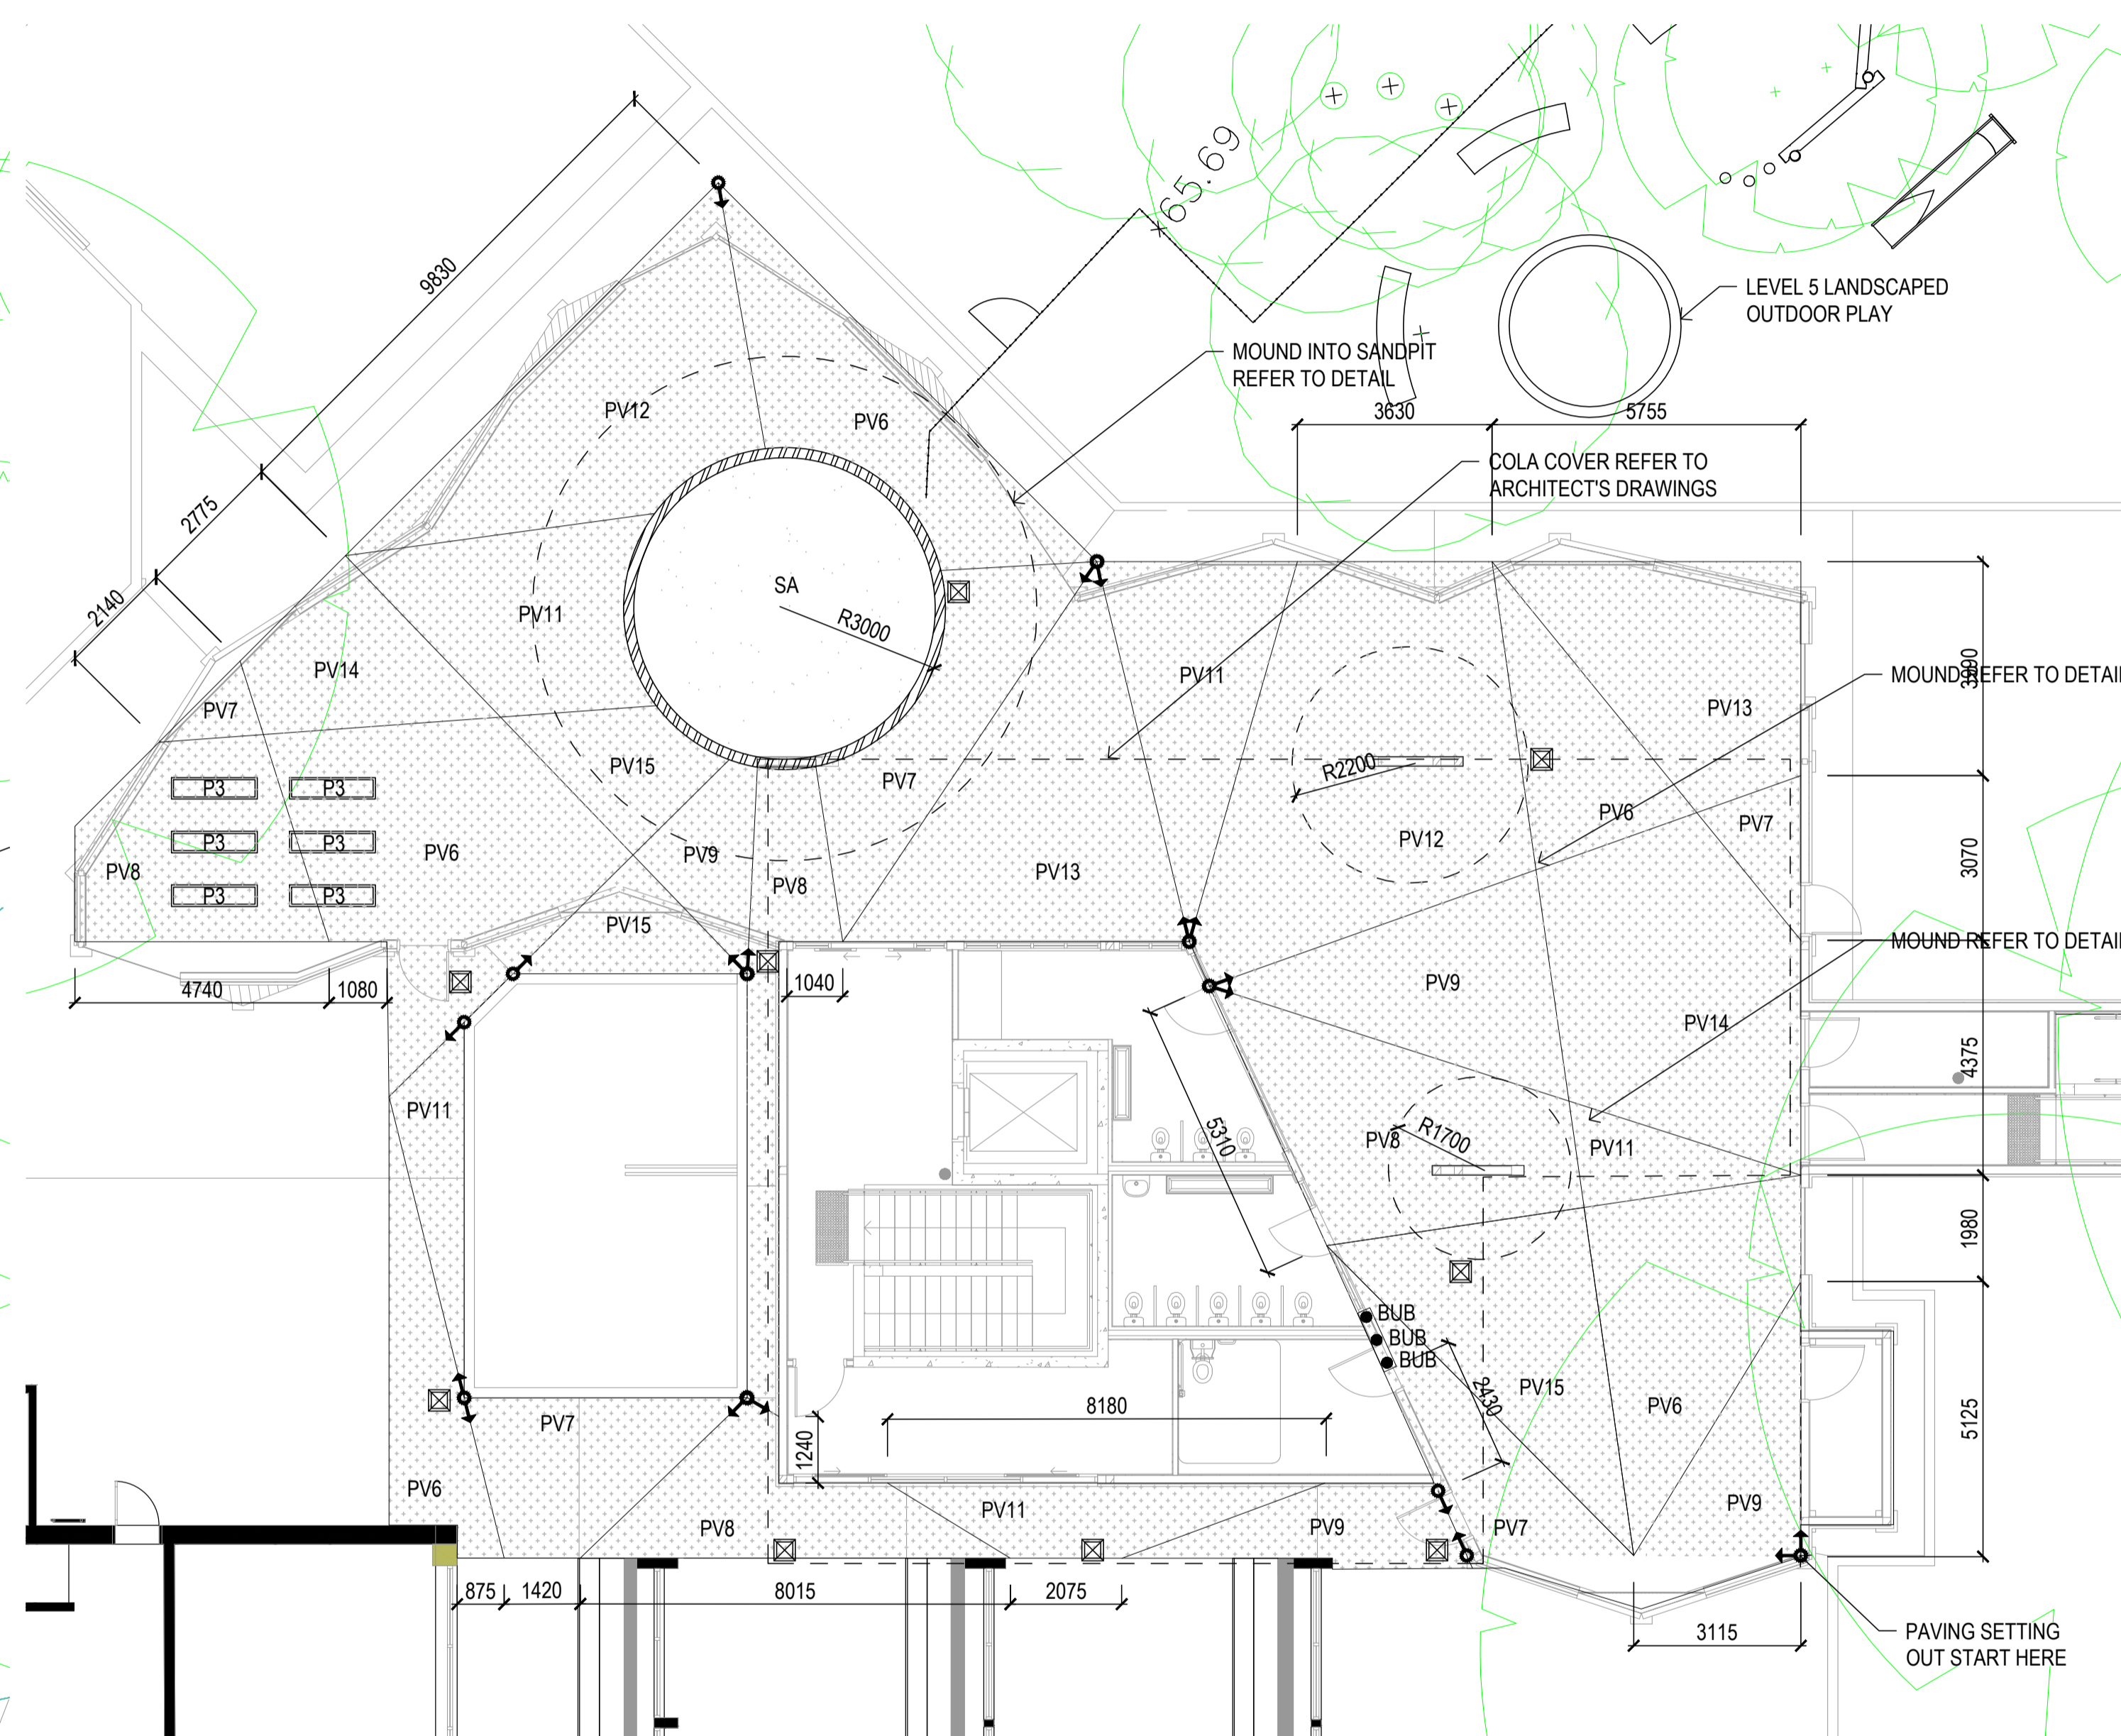 65.69
9830
LEVEL 5 LANDSCAPED
OUTDOOR PLAY
MOUND INTO SANDPIT
REFER TO DETAIL
PV12
PV6
3630
5755
COLA COVER REFER TO
ARCHITECT'S DRAWINGS
2775
2140
SA
R3000
PV11
PV14
PV7
PV11
3990
MOUND REFER TO DETAIL
PV13
PV15
PV7
R2200
P3
P3
PV6
PV7
PV12
P3
P3
PV6
PV9
PV8
PV8
PV13
P3
P3
PV15
3070
MOUND REFER TO DETAIL
4740
1080
1040
PV9
PV14
4375
PV11
5310
PV8
R1700
PV11
1980
BUB
BUB
BUB
PV15
2430
PV6
5125
PV7
8180
1240
PV6
PV8
PV11
PV9
PV7
PV9
875
1420
8015
2075
3115
PAVING SETTING
OUT START HERE